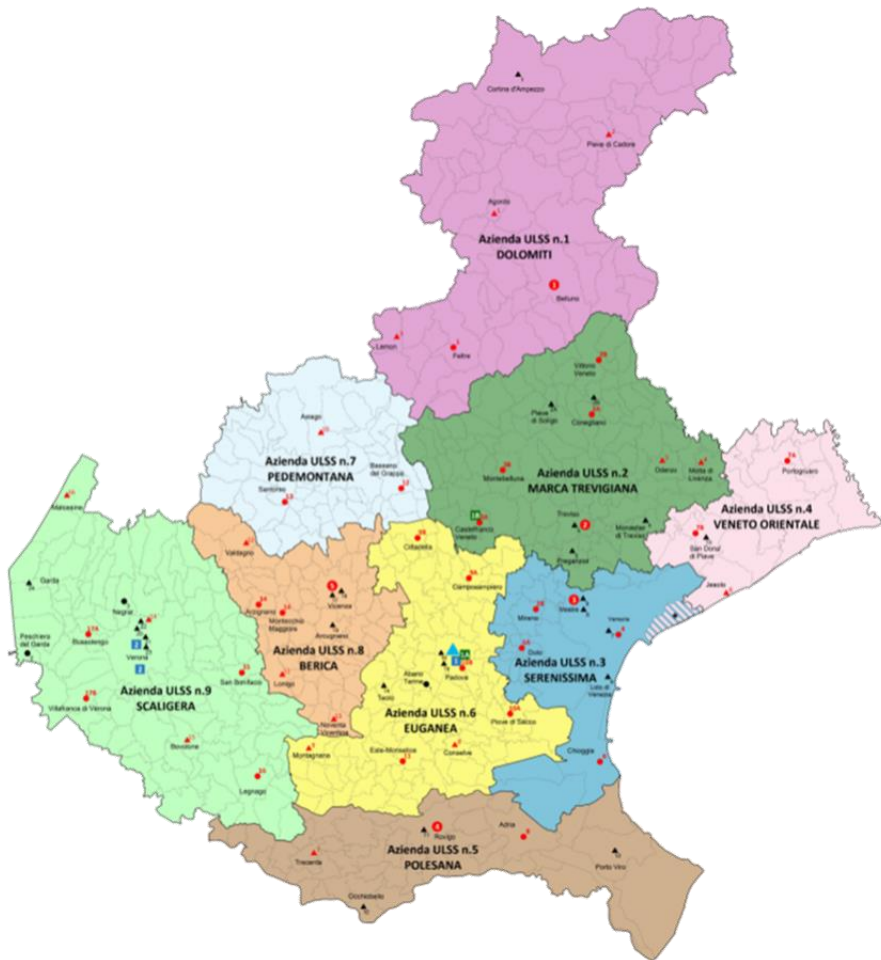 Cortina d'Ampezzo
Pieve di Cadore
Agordo
Azienda ULSS n.1
DOLOMITI
Belluno
Lamon
Feltre
Vittorio
Veneto
Pieve
di Soligo
Conegliano
Asiago
Azienda ULSS n.7
PEDEMONTANA
Bassano
del Grappa
Santorso
Montebelluna
Azienda ULSS n.2
MARCA TREVIGIANA
Oderzo
Motta di
Livenza
Portogruaro
Azienda ULSS n.4
VENETO ORIENTALE
San Donà
di Piave
Jesolo
Castelfranco
Veneto
Treviso
Monastier
di Treviso
Preganziol
Malcesine
Garda
Negrar
Peschiera
del Garda
Bussolengo
Verona
Villafranca di Verona
Azienda ULSS n.9
SCALIGERA
San Bonifacio
Bovolone
Legnago
Valdagno
Arzignano
Montecchio
Maggiore
Vicenza
Arcugnano
Azienda ULSS n.8
BERICA
Lonigo
Noventa
Vicentina
Cittadella
Camposampiero
Abano
Terme
Padova
Teolo
Azienda ULSS n.6
EUGANEA
Piove di Sacco
Montagnana
Este-Monselice
Conselve
Mirano
Mestre
Venezia
Dolo
Azienda ULSS n.3
SERENISSIMA
Lido di
Venezia
Chioggia
Rovigo
Adria
Azienda ULSS n.5
POLESANA
Trecenta
Occhiobello
Porto Viro